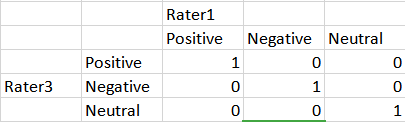 Rater1
Positive Negative Neutral
Positive 1 0 0
Rater3 Negative 0 1 0
Neutral 0 0 1